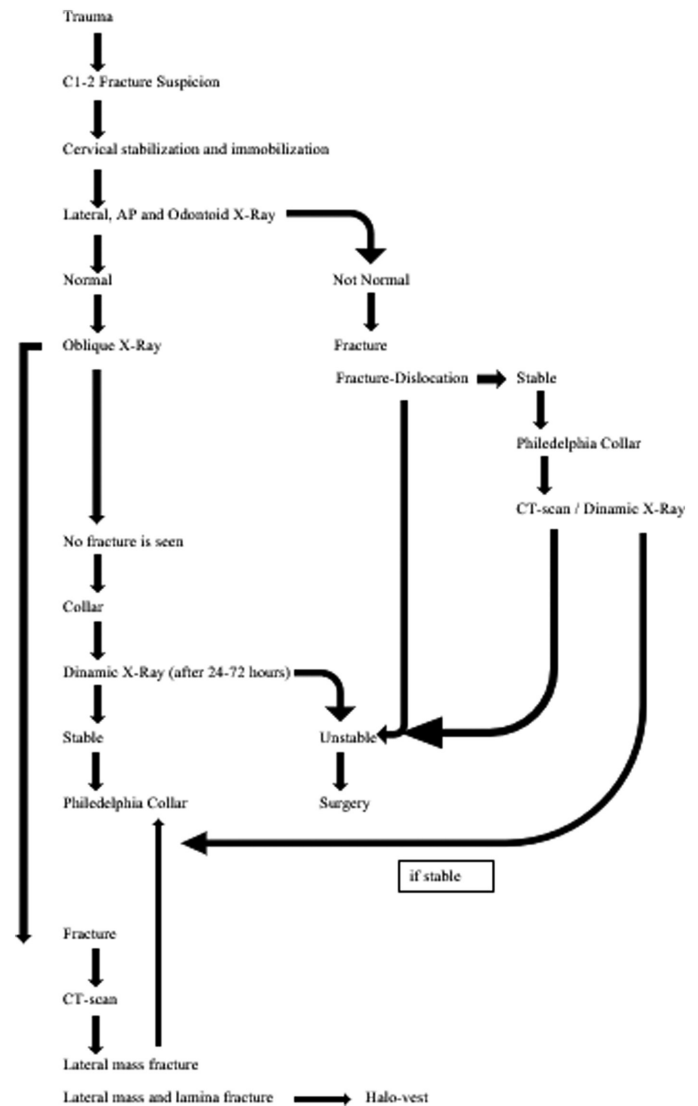 Trauma
C1-2 Fracture Suspicion
Cervical stabilization and immobilization
Lateral, AP and Odontoid X-Ray
Normal
Not Normal
Oblique X-Ray
Fracture
Fracture-Dislocation
Stable
Philedelphia Collar
CT-scan / Dinamic X-Ray
No fracture is seen
Collar
Dinamic X-Ray (after 24-72 hours)
Stable
Unstable
Philedelphia Collar
Surgery
if stable
Fracture
CT-scan
Lateral mass fracture
Lateral mass and lamina fracture
Halo-vest